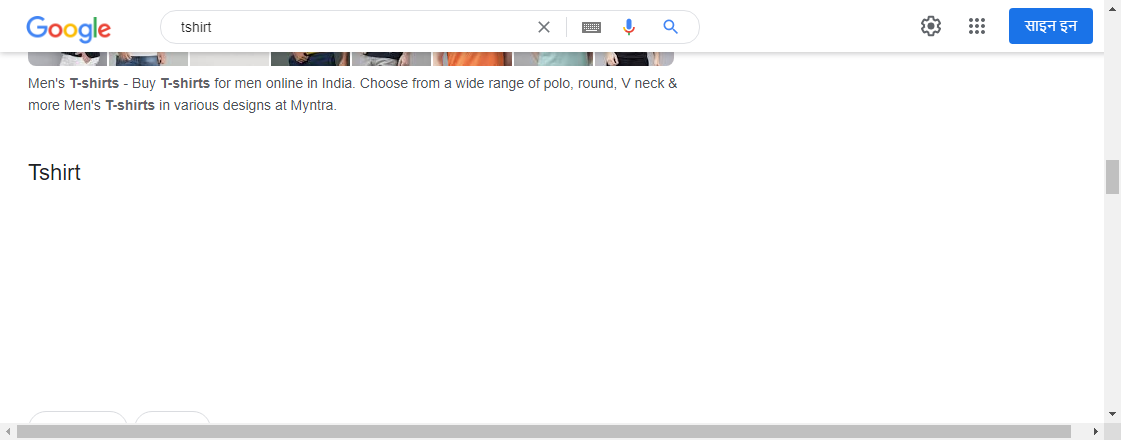 Google
tshirt
साइन इन
Men's T-shirts - Buy T-shirts for men online in India. Choose from a wide range of polo, round, V neck &
more Men's T-shirts in various designs at Myntra.
Tshirt